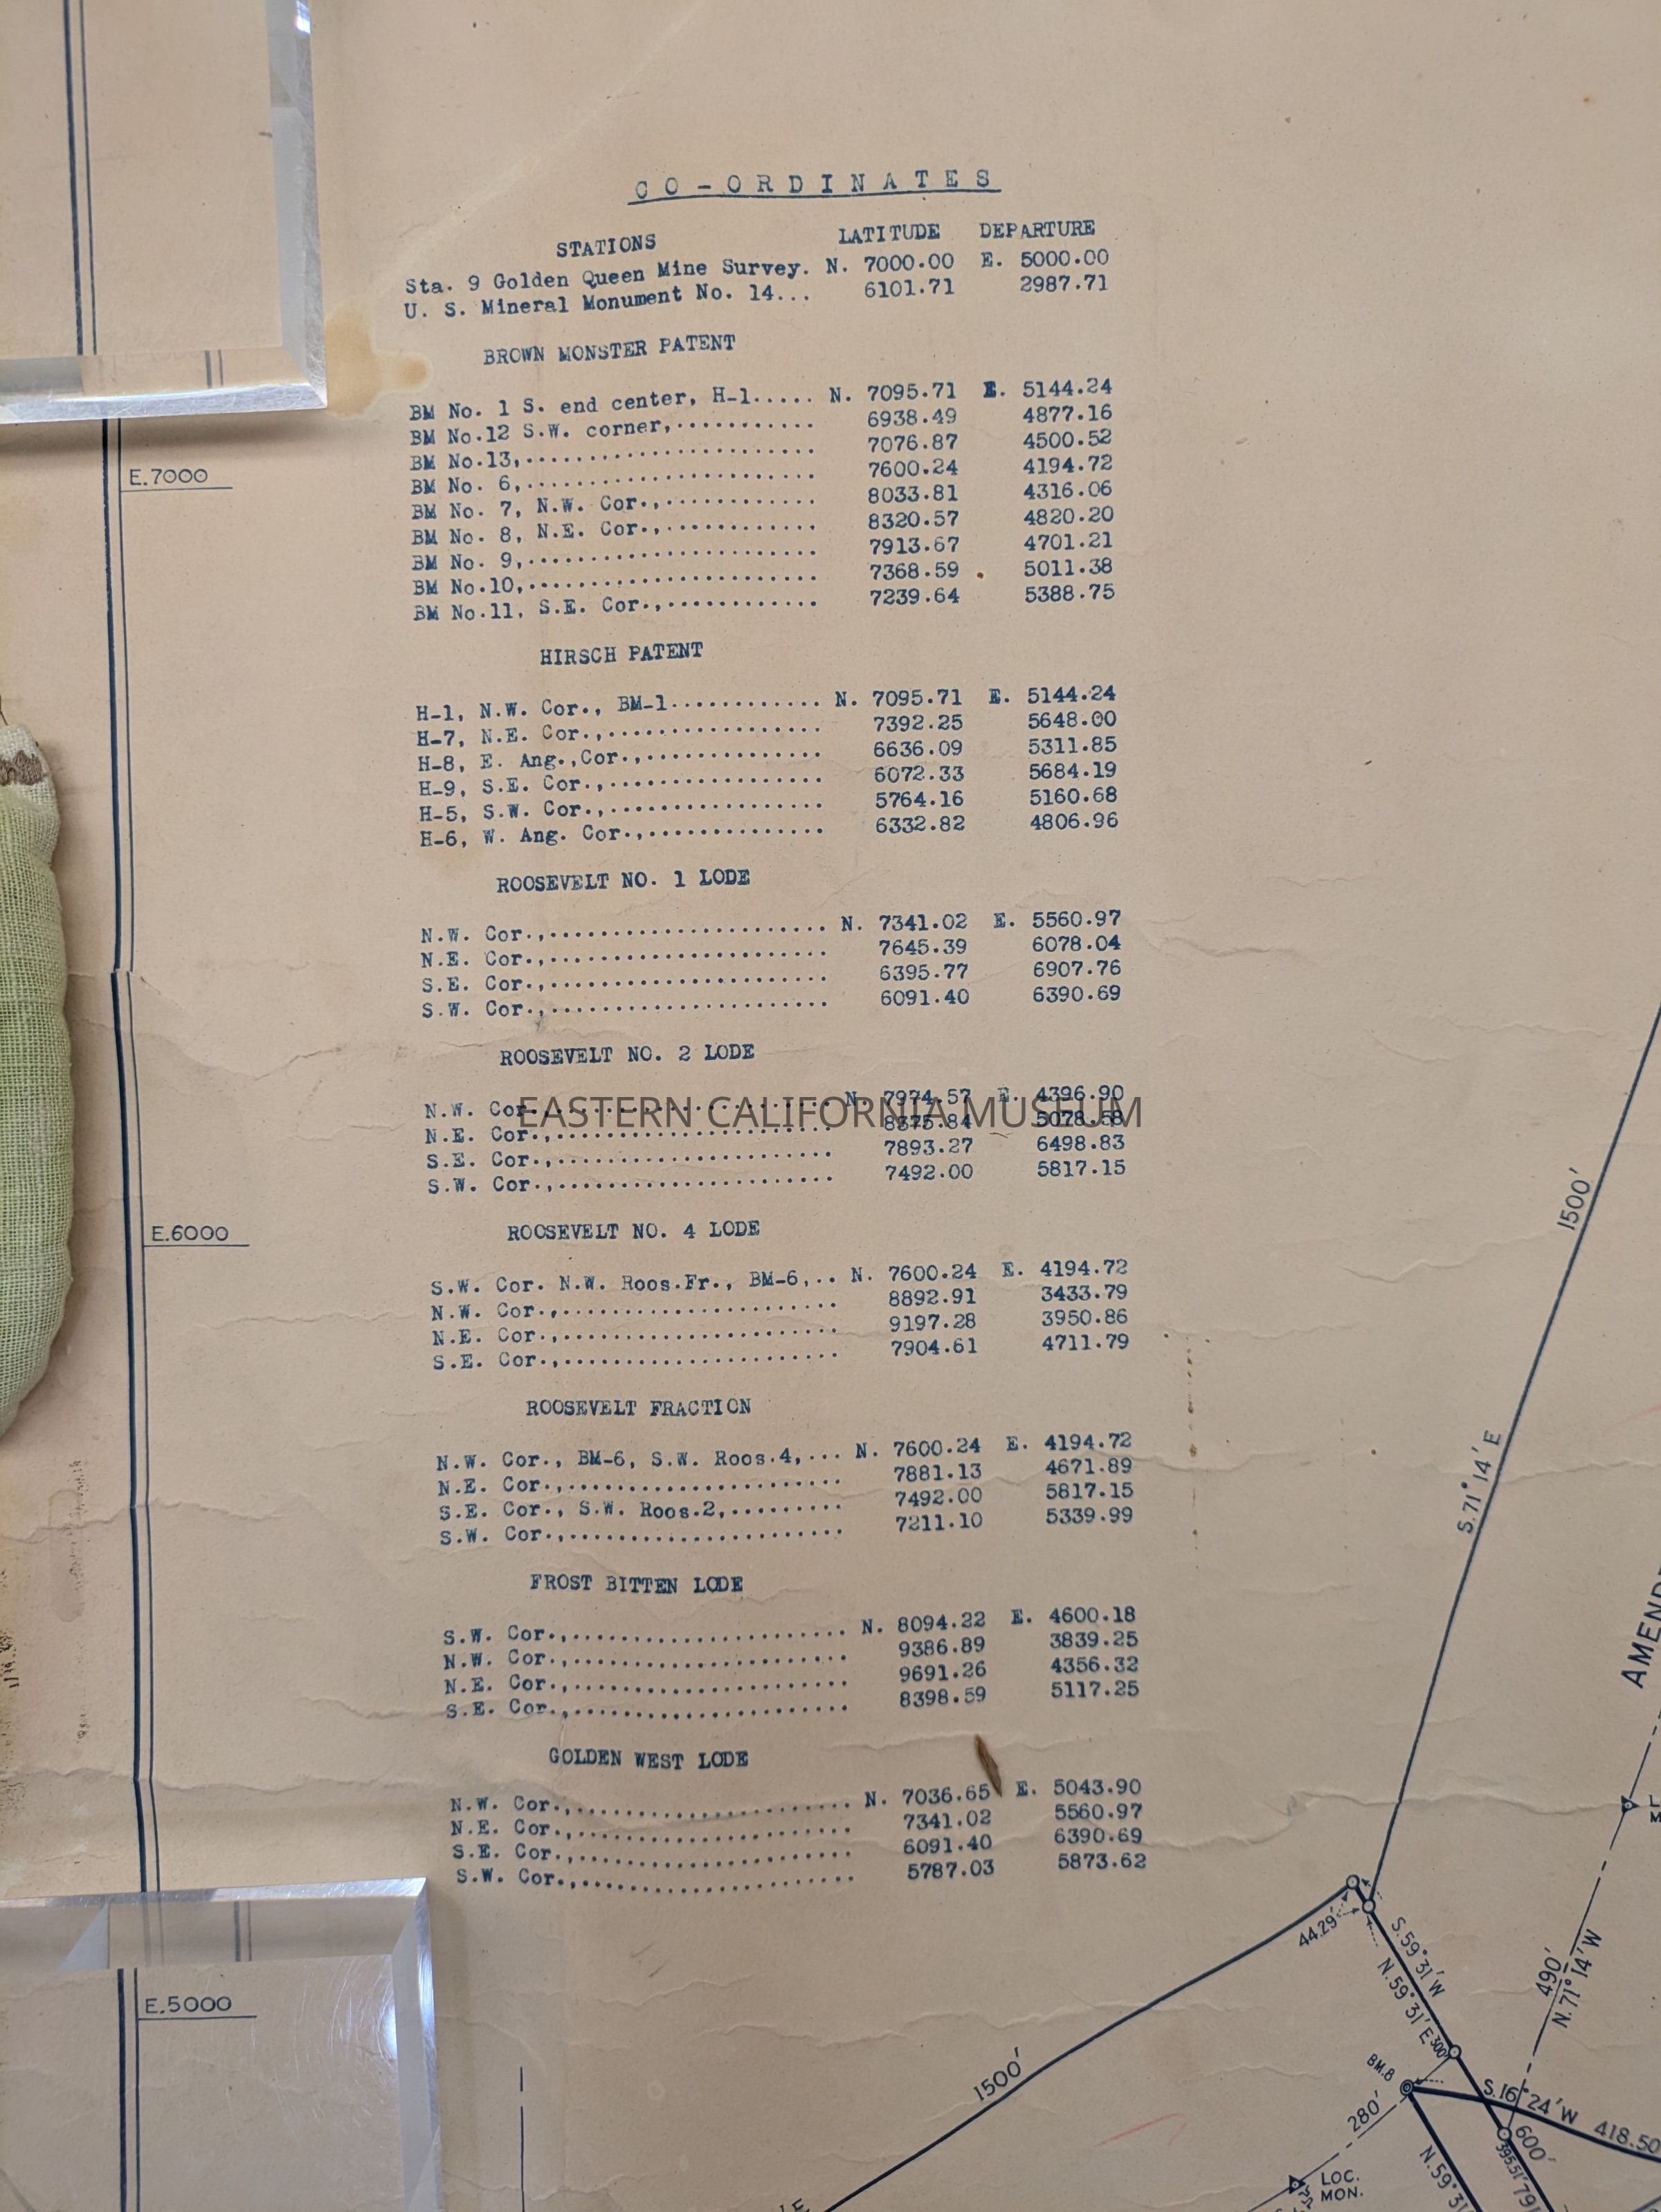 CO-ORDINATES
STATIONS LATITUDE DEPARTURE
Sta. 9 Golden Queen Mine Survey. N. 7000.00 E. 5000.00
U. S. Mineral Monument No. 14... 6101.71 2987.71
BROWN MONSTER PATENT
BM No. 1 S. end center, H-1..... N. 7095.71 E. 5144.24
BM No.12 S.W. corner,........... 6938.49 4877.16
BM No.13,....................... 7076.87 4500.52
BM No. 6,....................... 7600.24 4194.72
BM No. 7, N.W. Cor.,............ 8033.81 4316.06
BM No. 8, N.E. Cor.,............ 8320.57 4820.20
BM No. 9,....................... 7913.67 4701.21
BM No.10,....................... 7368.59 5011.38
BM No.11, S.E. Cor.,............ 7239.64 5388.75
HIRSCH PATENT
H-1, N.W. Cor., BM-1............ N. 7095.71 E. 5144.24
H-7, N.E. Cor.,................. 7392.25 5648.00
H-8, E. Ang.,Cor.,.............. 6636.09 5311.85
H-9, S.E. Cor.,................. 6072.33 5684.19
H-5, S.W. Cor.,................. 5764.16 5160.68
H-6, W. Ang. Cor.,.............. 6332.82 4806.96
ROOSEVELT NO. 1 LODE
N.W. Cor.,...................... N. 7341.02 E. 5560.97
N.E. Cor.,...................... 7645.39 6078.04
S.E. Cor.,...................... 6395.77 6907.76
S.W. Cor.,...................... 6091.40 6390.69
ROOSEVELT NO. 2 LODE
N.W. Cor.,...................... N. 7974.57 E. 4396.90
EASTERN CALIFORNIA MUSEUM
N.E. Cor.,...................... 8375.84 5078.58
S.E. Cor.,...................... 7893.27 6498.83
S.W. Cor.,...................... 7492.00 5817.15
ROOSEVELT NO. 4 LODE
S.W. Cor. N.W. Roos.Fr., BM-6,.. N. 7600.24 E. 4194.72
N.W. Cor.,...................... 8892.91 3433.79
N.E. Cor.,...................... 9197.28 3950.86
S.E. Cor.,...................... 7904.61 4711.79
ROOSEVELT FRACTION
N.W. Cor., BM-6, S.W. Roos.4,... N. 7600.24 E. 4194.72
N.E. Cor.,...................... 7881.13 4671.89
S.E. Cor., S.W. Roos.2,......... 7492.00 5817.15
S.W. Cor.,...................... 7211.10 5339.99
FROST BITTEN LODE
S.W. Cor.,...................... N. 8094.22 E. 4600.18
N.W. Cor.,...................... 9386.89 3839.25
N.E. Cor.,...................... 9691.26 4356.32
S.E. Cor.,...................... 8398.59 5117.25
GOLDEN WEST LODE
N.W. Cor.,...................... N. 7036.65 E. 5043.90
N.E. Cor.,...................... 7341.02 5560.97
S.E. Cor.,...................... 6091.40 6390.69
S.W. Cor.,...................... 5787.03 5873.62
E.7000
E.6000
E.5000
1500'
S.71°14'E
AMEND
44.29'
S.59°31'W
N.59°31'E
300'
490'
N.71°14'W
BM.8
S.16°24'W 418.50
280'
600'
395.51'
N.59°31
LOC.
MON.
1500'